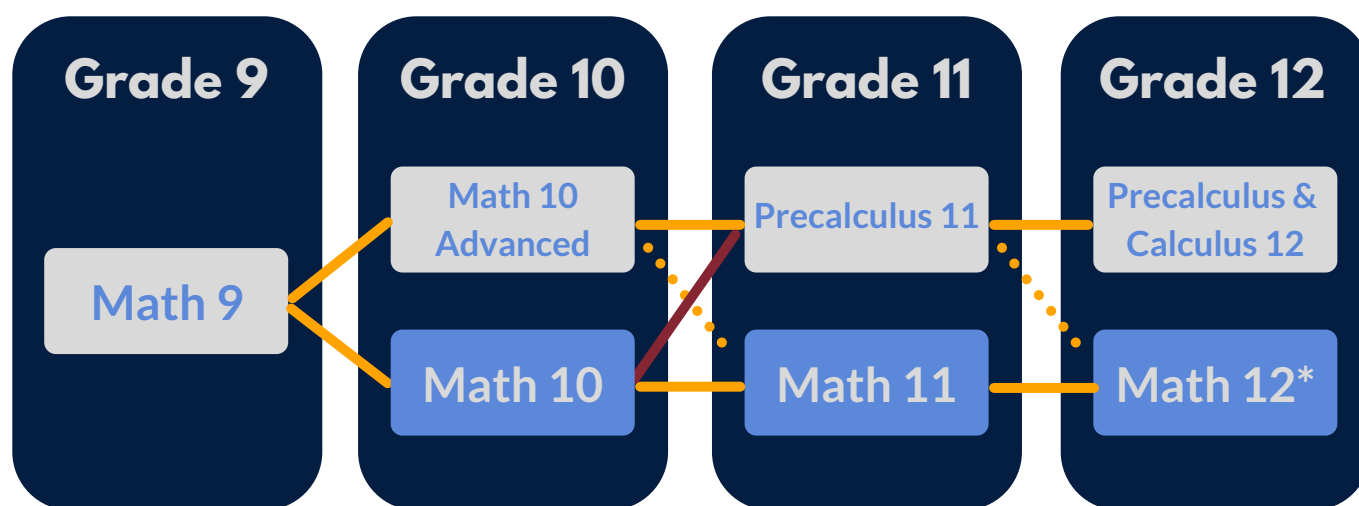 Grade 9
Math 9
Grade 10
Math 10
Advanced
Math 10
Grade 11
Precalculus 11
Math 11
Grade 12
Precalculus &
Calculus 12
Math 12*